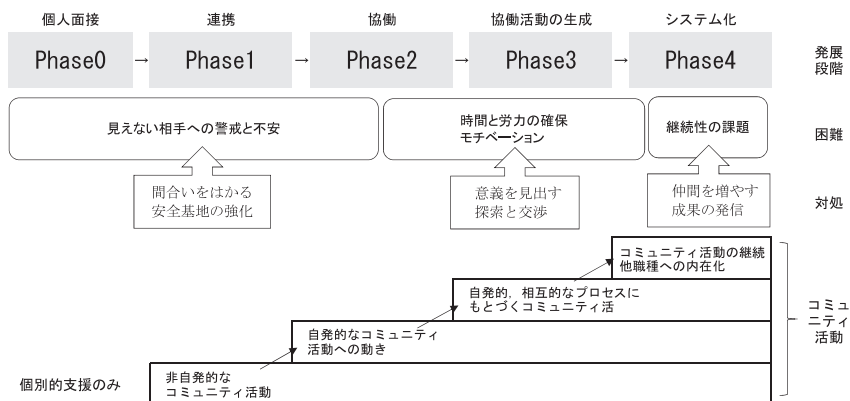 個人面接
連携
協働
協働活動の生成
システム化
Phase0
→
Phase1
→
Phase2
→
Phase3
→
Phase4
発展
段階
見えない相手への警戒と不安
時間と労力の確保
モチベーション
継続性の課題
困難
間合いをはかる
安全基地の強化
意義を見出す
探索と交渉
仲間を増やす
成果の発信
対処
コミュニティ活動の継続
他職種への内在化
自発的，相互的なプロセスに
もとづくコミュニティ活
自発的なコミュニティ
活動への動き
非自発的な
コミュニティ活動
個別的支援のみ
コミュ
ニティ
活動